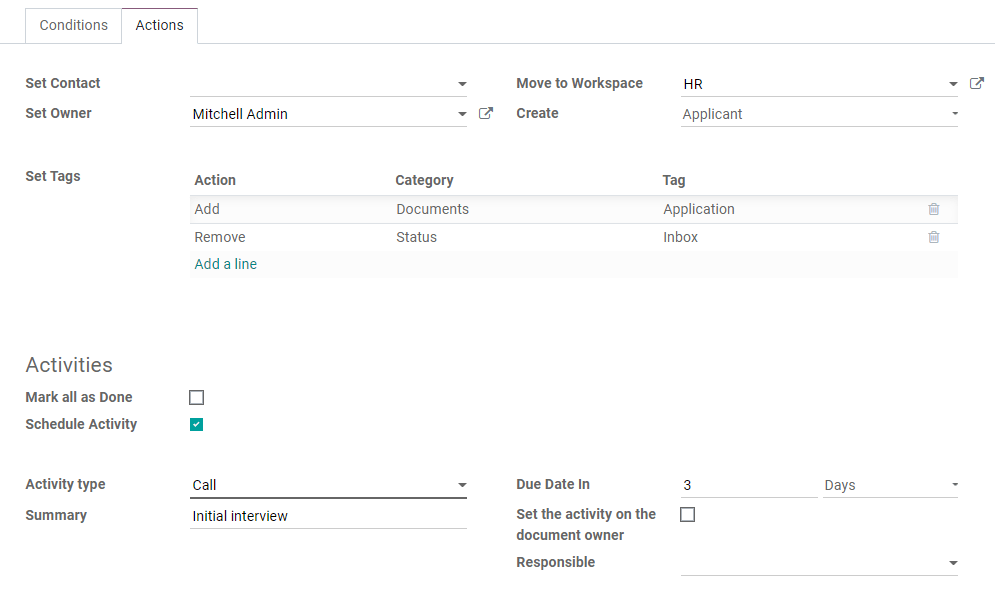 Conditions Actions
Set Contact Move to Workspace HR
Set Owner Mitchell Admin Create Applicant
Set Tags Action Category Tag
Add Documents Application
Remove Status Inbox
Add a line
Activities
Mark all as Done
Schedule Activity
Activity type Call Due Date In 3 Days
Summary Initial interview Set the activity on the
document owner
Responsible